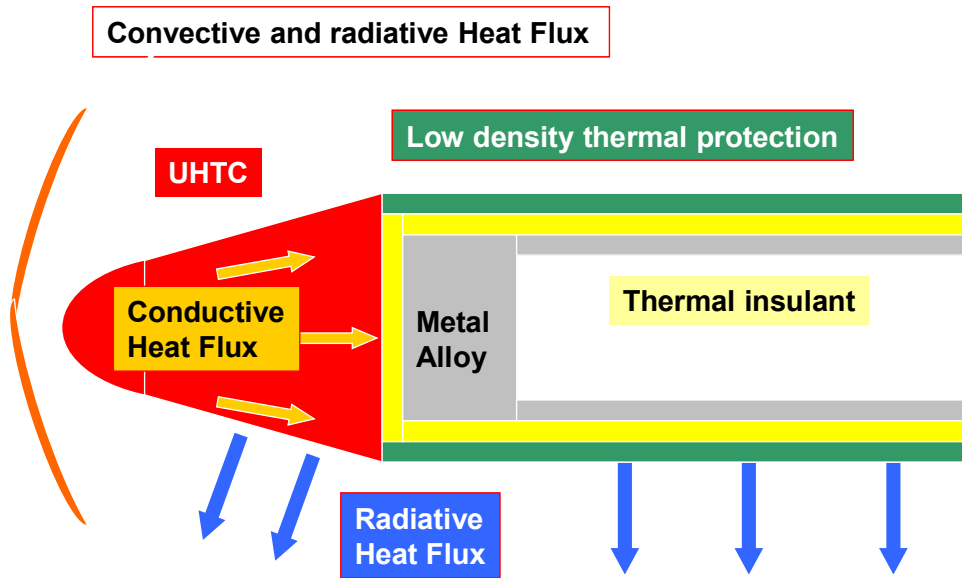 Convective and radiative Heat Flux
Low density thermal protection
UHTC
Conductive
Heat Flux
Metal
Alloy
Thermal insulant
Radiative
Heat Flux